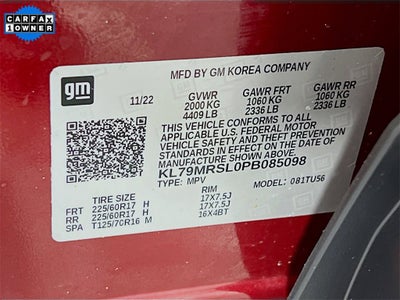 CARFAX
1 OWNER
MFD BY GM KOREA COMPANY
gm
11/22 GVWR GAWR FRT GAWR RR
2000 KG 1060 KG 1060 KG
4409 LB 2336 LB 2336 LB
THIS VEHICLE CONFORMS TO ALL
APPLICABLE U.S. FEDERAL MOTOR
VEHICLE SAFETY AND THEFT PREVENTION
STANDARDS IN EFFECT ON THE DATE OF
MANUFACTURE SHOWN ABOVE.
KL79MRSL0PB085098
TYPE: MPV MODEL: 081TU56
TIRE SIZE RIM
FRT 225/60R17 H 17X7.5J
RR 225/60R17 H 17X7.5J
SPA T125/70R16 M 16X4BT